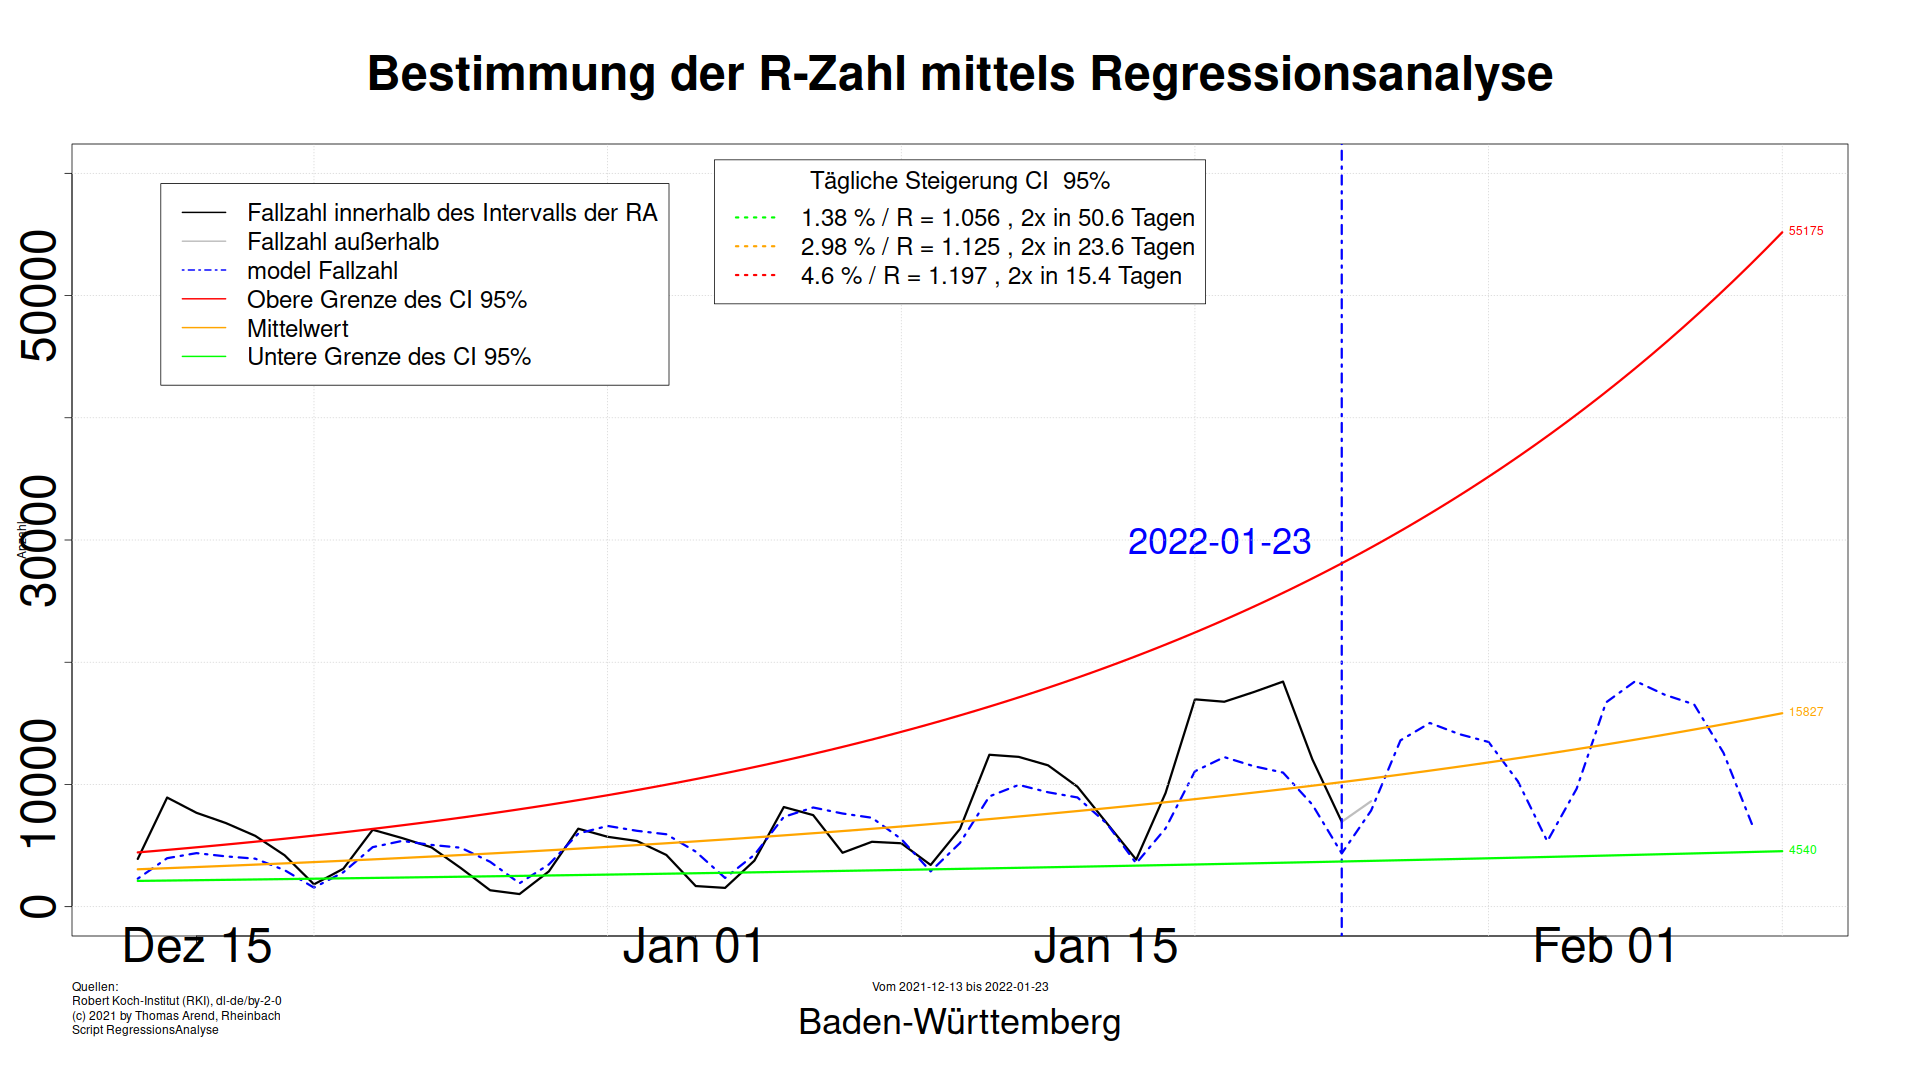 Bestimmung der R-Zahl mittels Regressionsanalyse
Fallzahl innerhalb des Intervalls der RA
Fallzahl außerhalb
model Fallzahl
Obere Grenze des CI 95%
Mittelwert
Untere Grenze des CI 95%
Tägliche Steigerung CI 95%
1.38 % / R = 1.056 , 2x in 50.6 Tagen
2.98 % / R = 1.125 , 2x in 23.6 Tagen
4.6 % / R = 1.197 , 2x in 15.4 Tagen
55175
50000
2022-01-23
30000
Anzahl
15827
10000
4540
0
Dez 15
Jan 01
Jan 15
Feb 01
Vom 2021-12-13 bis 2022-01-23
Baden-Württemberg
Quellen:
Robert Koch-Institut (RKI), dl-de/by-2-0
(c) 2021 by Thomas Arend, Rheinbach
Script RegressionsAnalyse